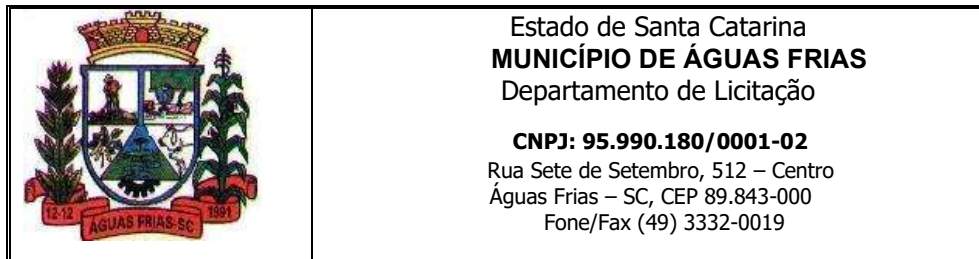 Estado de Santa Catarina
MUNICÍPIO DE ÁGUAS FRIAS
Departamento de Licitação
CNPJ: 95.990.180/0001-02
Rua Sete de Setembro, 512 – Centro
Águas Frias – SC, CEP 89.843-000
Fone/Fax (49) 3332-0019
12-12
ÁGUAS FRIAS-SC
1991